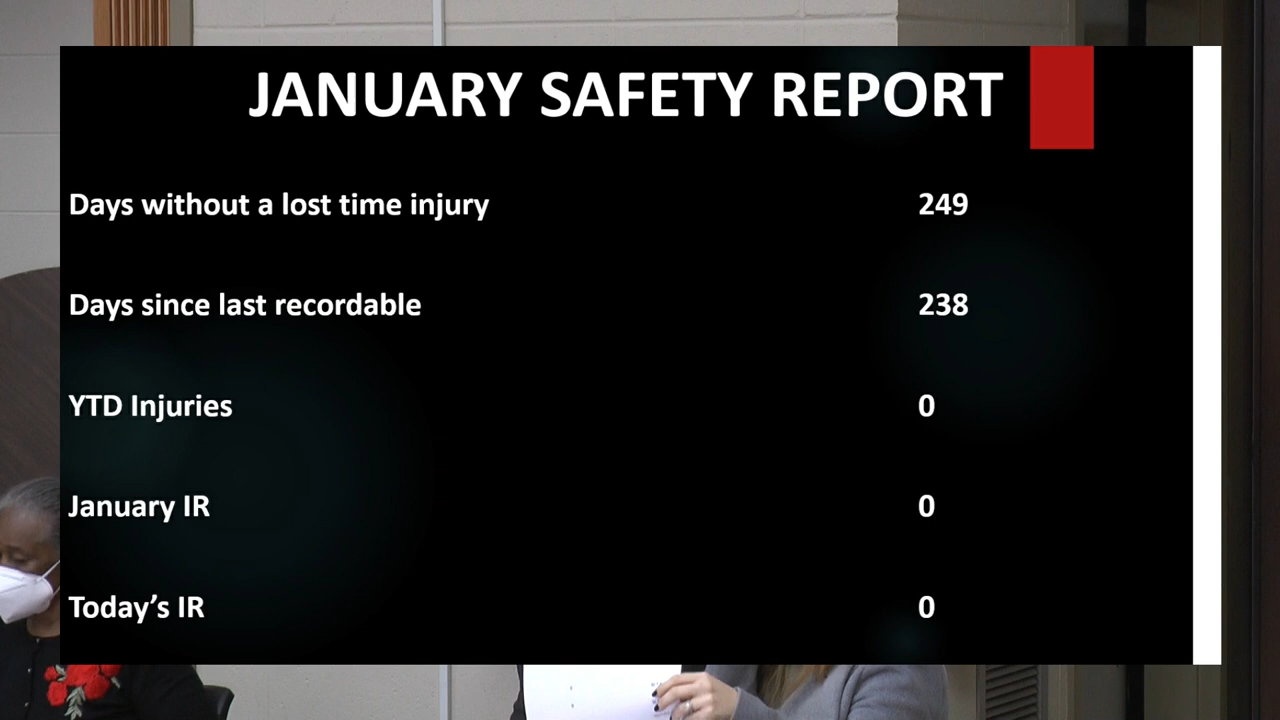 JANUARY SAFETY REPORT
Days without a lost time injury 249
Days since last recordable 238
YTD Injuries 0
January IR 0
Today’s IR 0